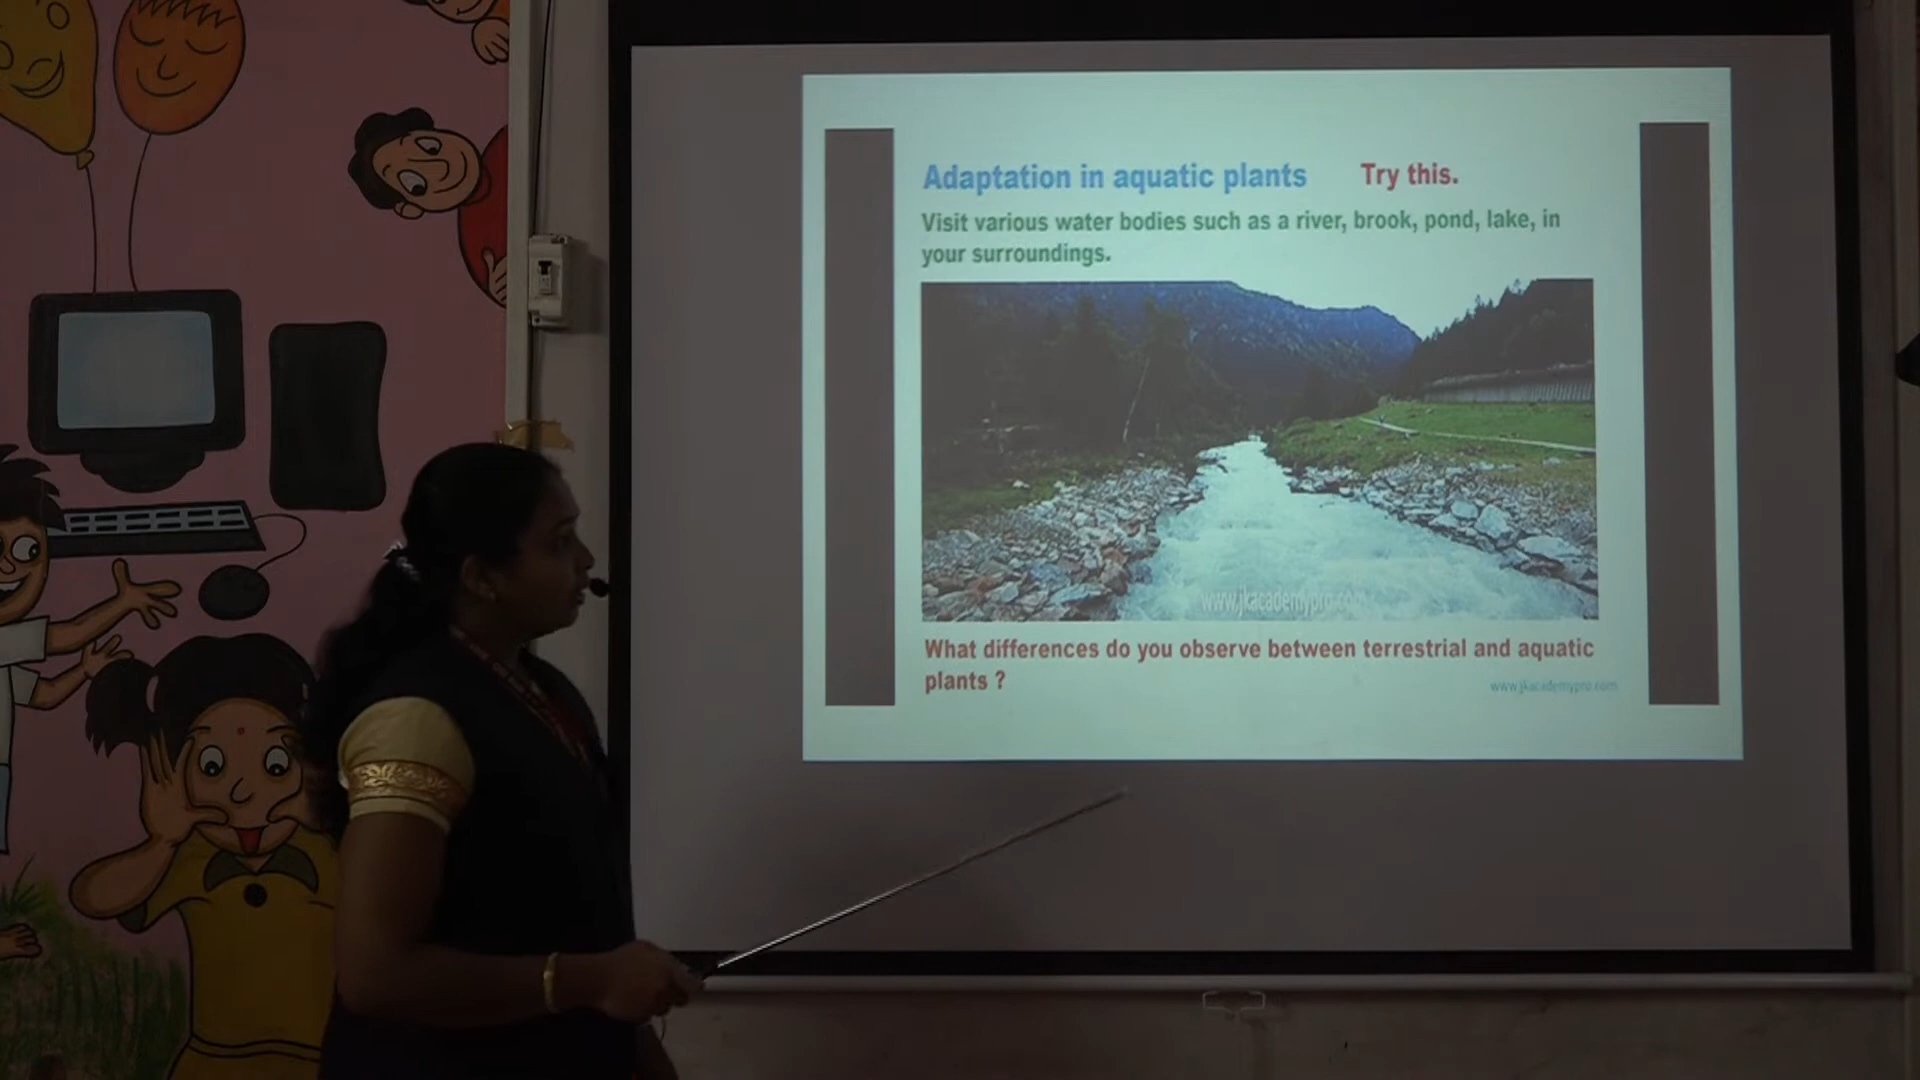 Adaptation in aquatic plants Try this.
Visit various water bodies such as a river, brook, pond, lake, in
your surroundings.
www.jkacademypro.com
What differences do you observe between terrestrial and aquatic
plants ?
www.jkacademypro.com